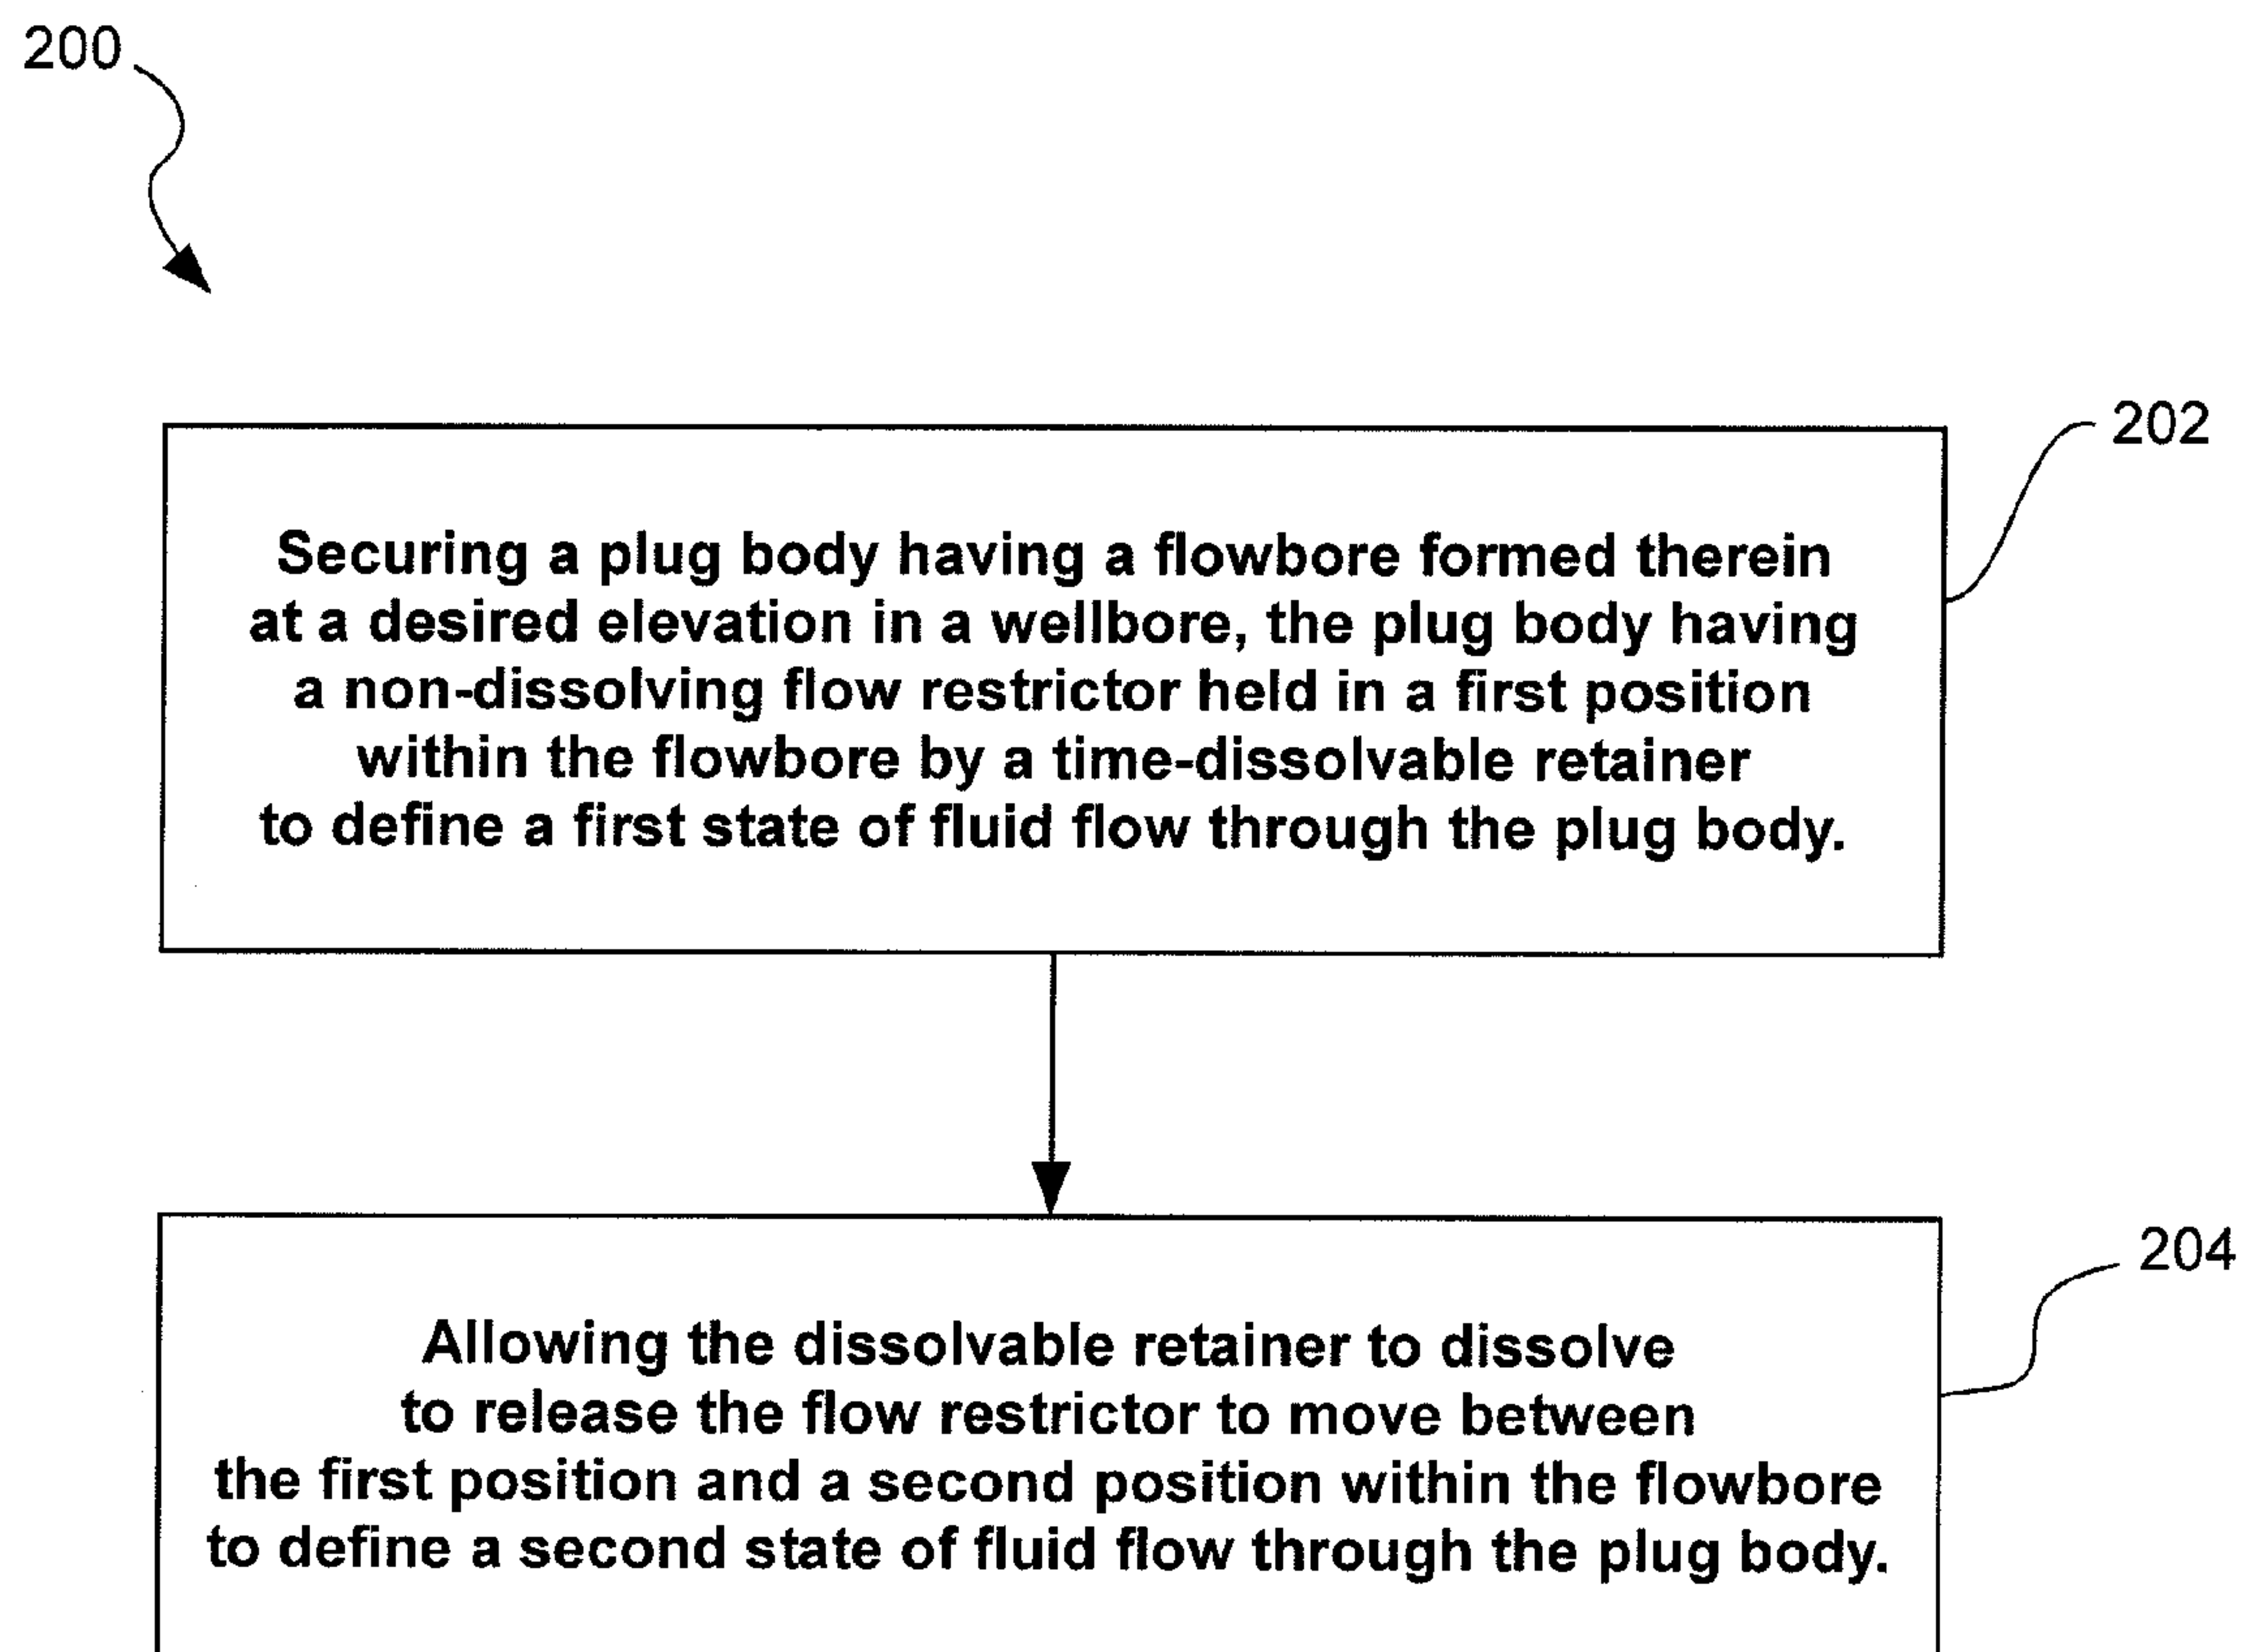 200
202
Securing a plug body having a flowbore formed therein
at a desired elevation in a wellbore, the plug body having
a non-dissolving flow restrictor held in a first position
within the flowbore by a time-dissolvable retainer
to define a first state of fluid flow through the plug body.
204
Allowing the dissolvable retainer to dissolve
to release the flow restrictor to move between
the first position and a second position within the flowbore
to define a second state of fluid flow through the plug body.